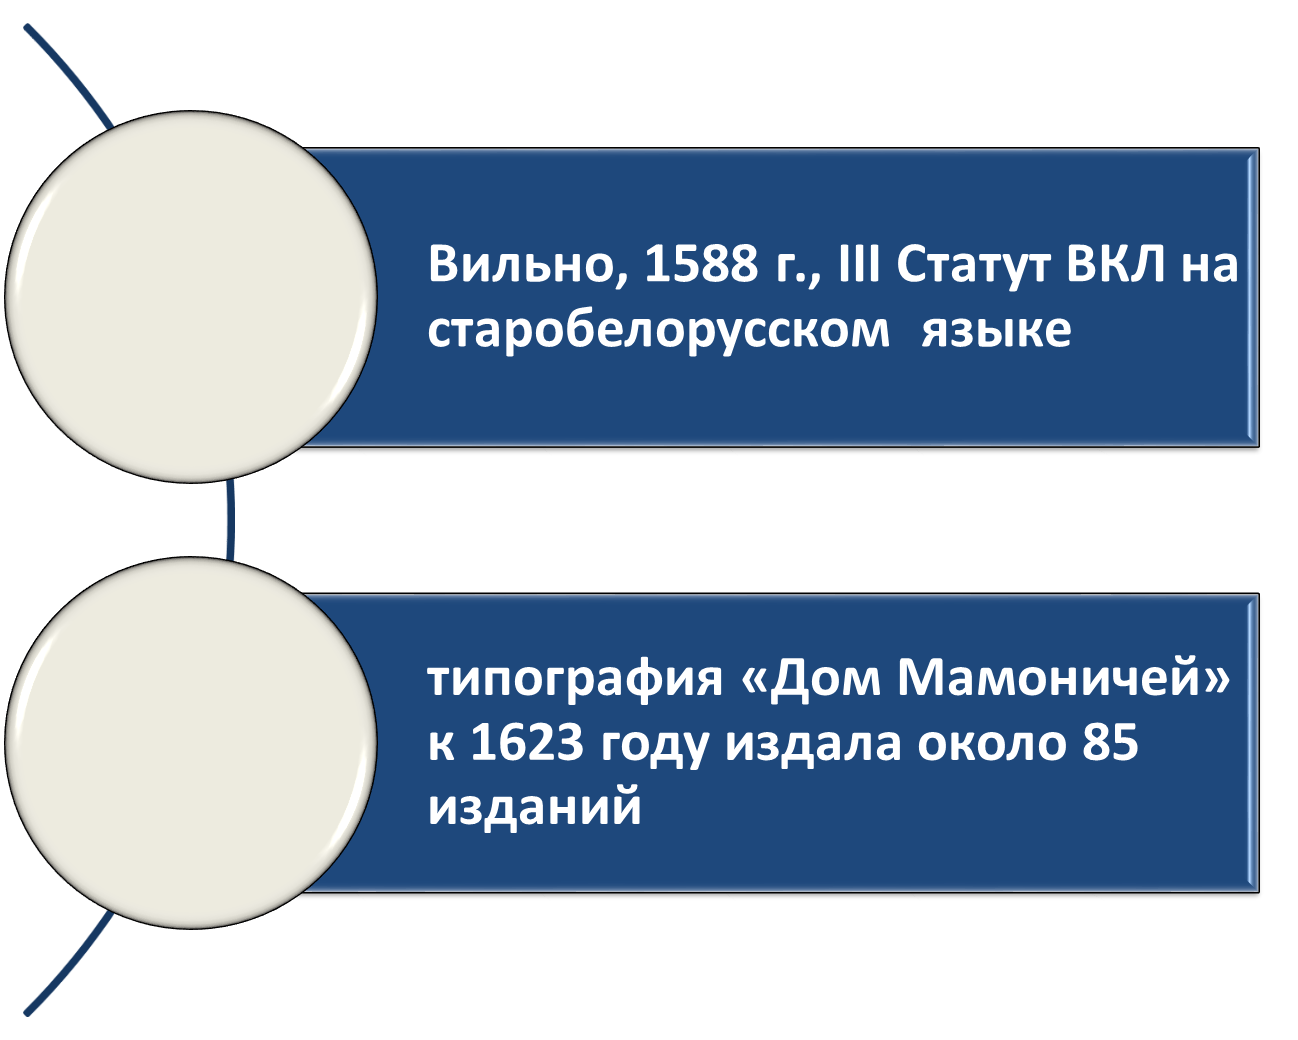 Вильно, 1588 г., III Статут ВКЛ на
старобелорусском языке
типография «Дом Мамоничей»
к 1623 году издала около 85
изданий